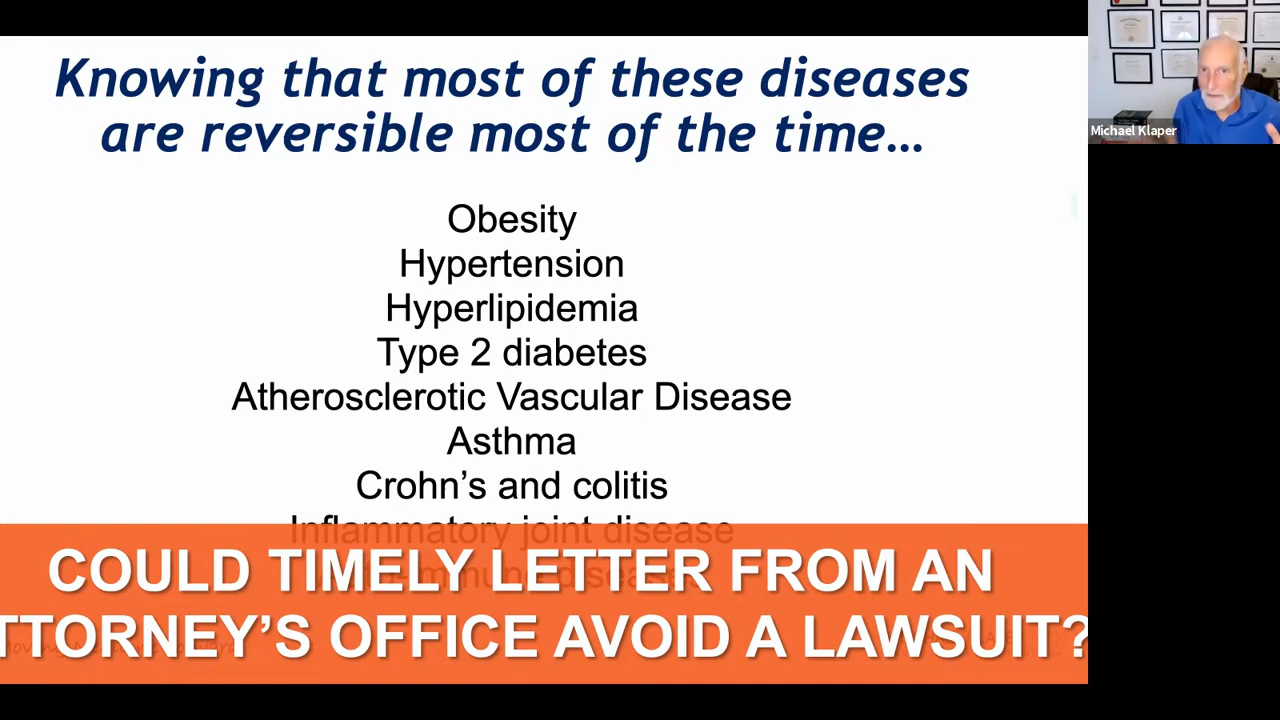 Knowing that most of these diseases
are reversible most of the time…
Obesity
Hypertension
Hyperlipidemia
Type 2 diabetes
Atherosclerotic Vascular Disease
Asthma
Crohn’s and colitis
Inflammatory joint disease
COULD TIMELY LETTER FROM AN
TTORNEY’S OFFICE AVOID A LAWSUIT?
Michael Klaper